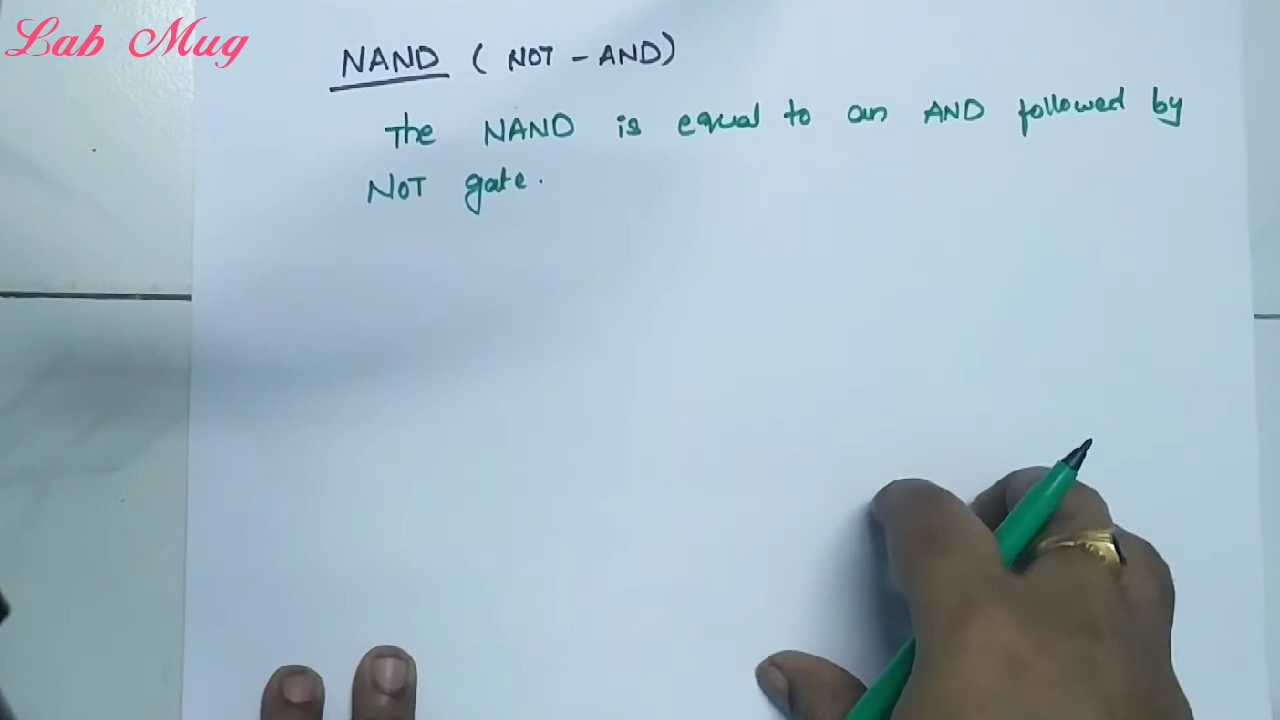 Lab Mug
NAND ( NOT - AND)
The NAND is equal to an AND followed by
NOT gate.